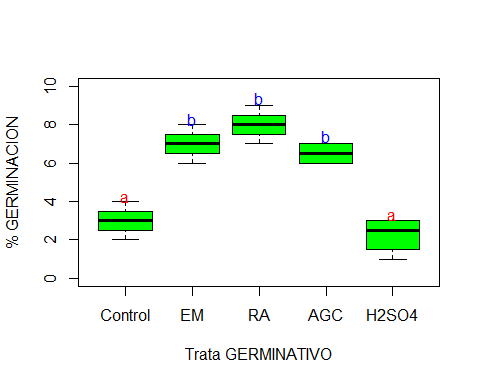 % GERMINACION
10
8
6
4
2
0
a
b
b
b
a
Control EM RA AGC H2SO4
Trata GERMINATIVO